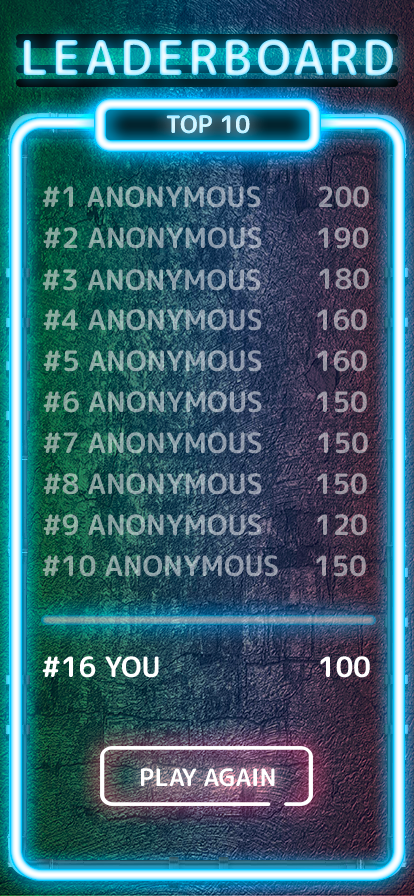 LEADERBOARD
TOP 10
#1 ANONYMOUS 200
#2 ANONYMOUS 190
#3 ANONYMOUS 180
#4 ANONYMOUS 160
#5 ANONYMOUS 160
#6 ANONYMOUS 150
#7 ANONYMOUS 150
#8 ANONYMOUS 150
#9 ANONYMOUS 120
#10 ANONYMOUS 150
#16 YOU 100
PLAY AGAIN